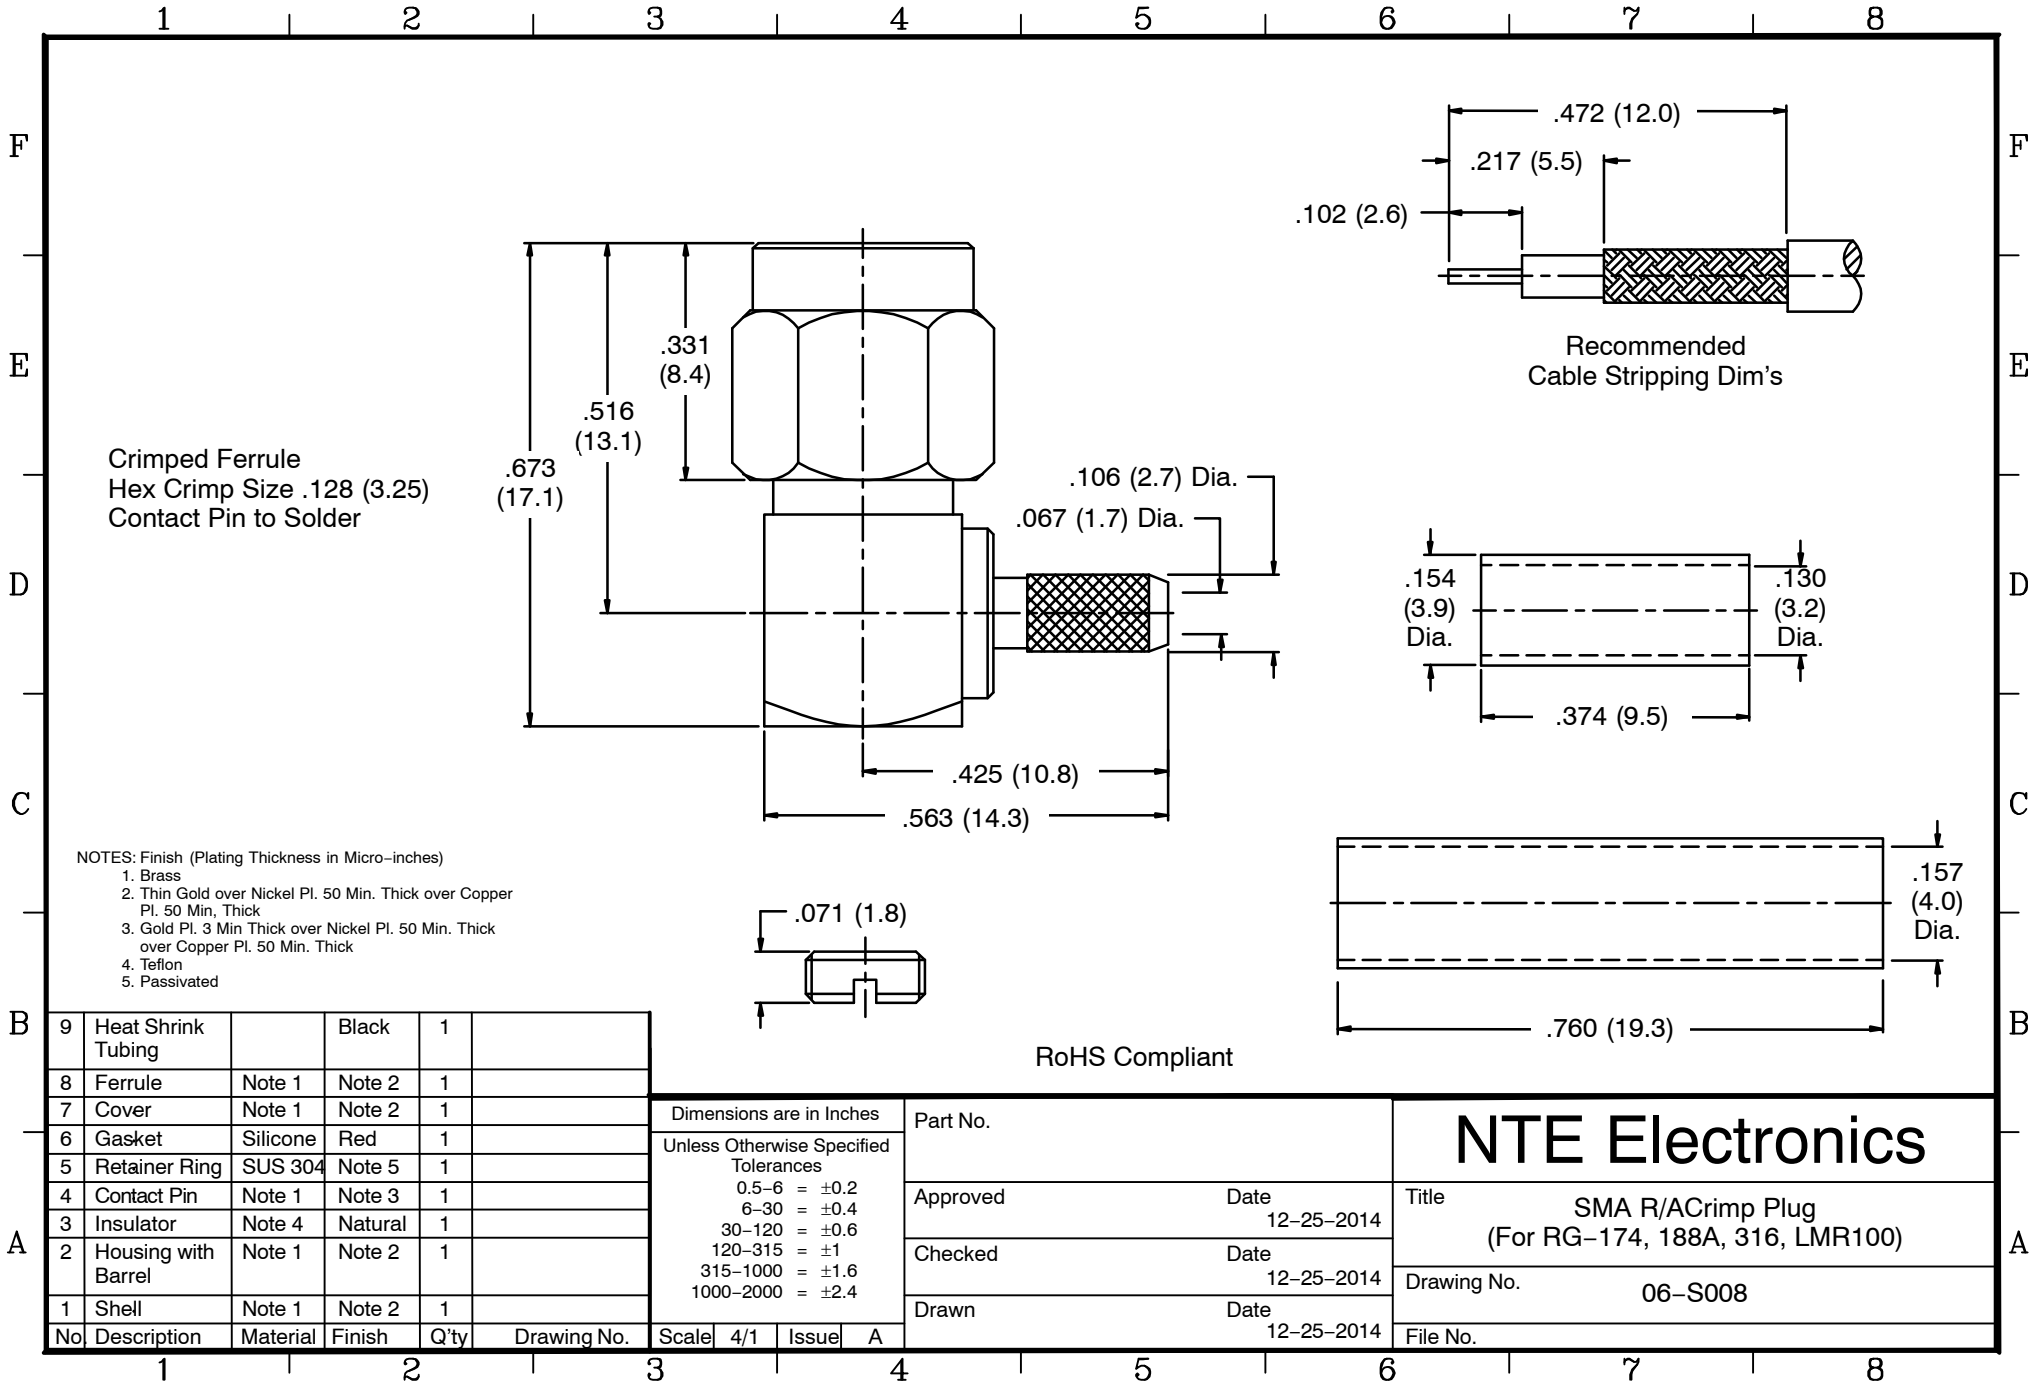 1 2 3 4 5 6 7 8
F F
E E
D D
C C
B B
A A
.472 (12.0)
.217 (5.5)
.102 (2.6)
Recommended
Cable Stripping Dim's
.331
(8.4)
.516
(13.1)
.673
(17.1)
Crimped Ferrule
Hex Crimp Size .128 (3.25)
Contact Pin to Solder
.106 (2.7) Dia.
.067 (1.7) Dia.
.154
(3.9)
Dia.
.130
(3.2)
Dia.
.374 (9.5)
.425 (10.8)
.563 (14.3)
NOTES: Finish (Plating Thickness in Micro−inches)
1. Brass
2. Thin Gold over Nickel Pl. 50 Min. Thick over Copper
Pl. 50 Min, Thick
3. Gold Pl. 3 Min Thick over Nickel Pl. 50 Min. Thick
over Copper Pl. 50 Min. Thick
4. Teflon
5. Passivated
.071 (1.8)
.157
(4.0)
Dia.
.760 (19.3)
RoHS Compliant
9 Heat Shrink Black 1
Tubing
8 Ferrule Note 1 Note 2 1
7 Cover Note 1 Note 2 1
6 Gasket Silicone Red 1
5 Retainer Ring SUS 304 Note 5 1
4 Contact Pin Note 1 Note 3 1
3 Insulator Note 4 Natural 1
2 Housing with Note 1 Note 2 1
Barrel
1 Shell Note 1 Note 2 1
No. Description Material Finish Q'ty Drawing No.
Dimensions are in Inches
Unless Otherwise Specified
Tolerances
0.5−6 = ±0.2
6−30 = ±0.4
30−120 = ±0.6
120−315 = ±1
315−1000 = ±1.6
1000−2000 = ±2.4
Scale 4/1 Issue A
Part No.
Approved Date
12−25−2014
Checked Date
12−25−2014
Drawn Date
12−25−2014
NTE Electronics
Title SMA R/ACrimp Plug
(For RG−174, 188A, 316, LMR100)
Drawing No. 06−S008
File No.
1 2 3 4 5 6 7 8